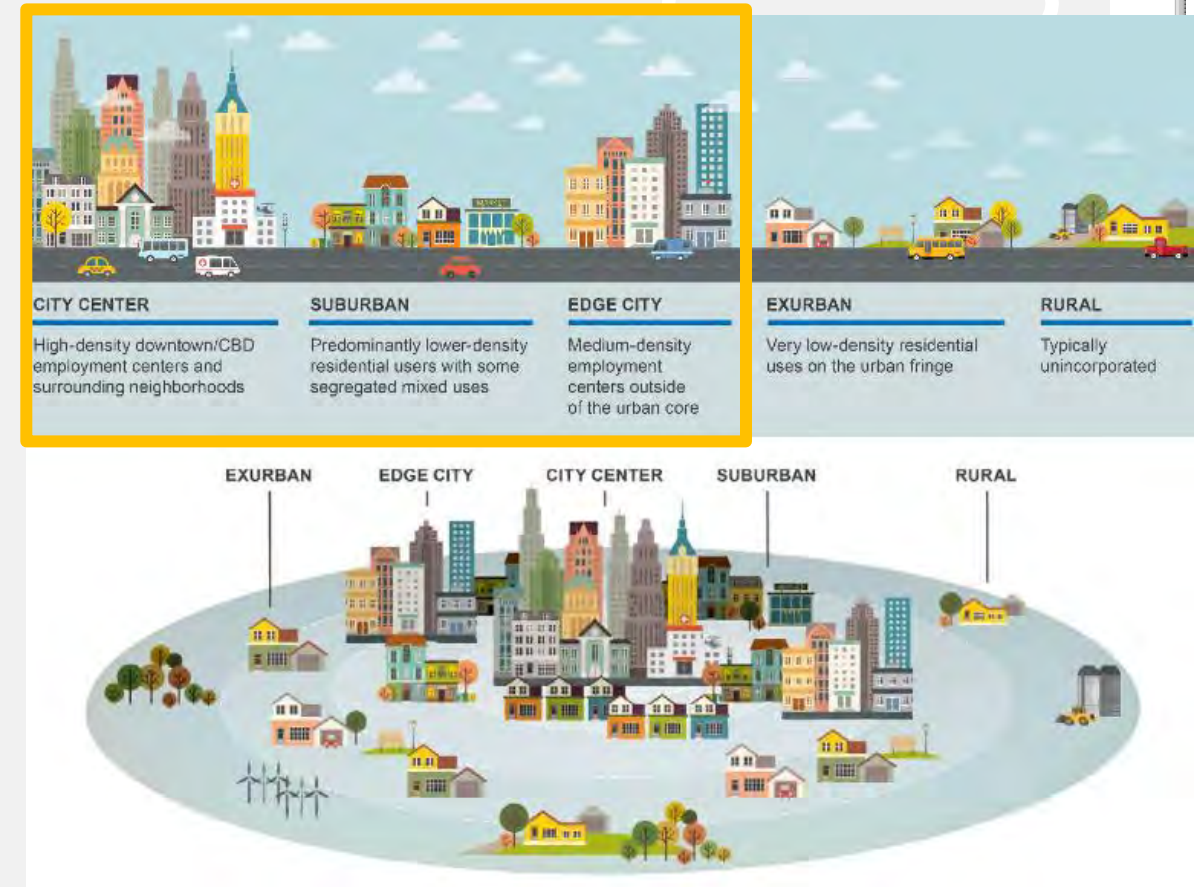 CITY CENTER
High-density downtown/CBD
employment centers and
surrounding neighborhoods
SUBURBAN
Predominantly lower-density
residential users with some
segregated mixed uses
EDGE CITY
Medium-density
employment
centers outside
of the urban core
EXURBAN
Very low-density residential
uses on the urban fringe
RURAL
Typically
unincorporated
EXURBAN
EDGE CITY
CITY CENTER
SUBURBAN
RURAL